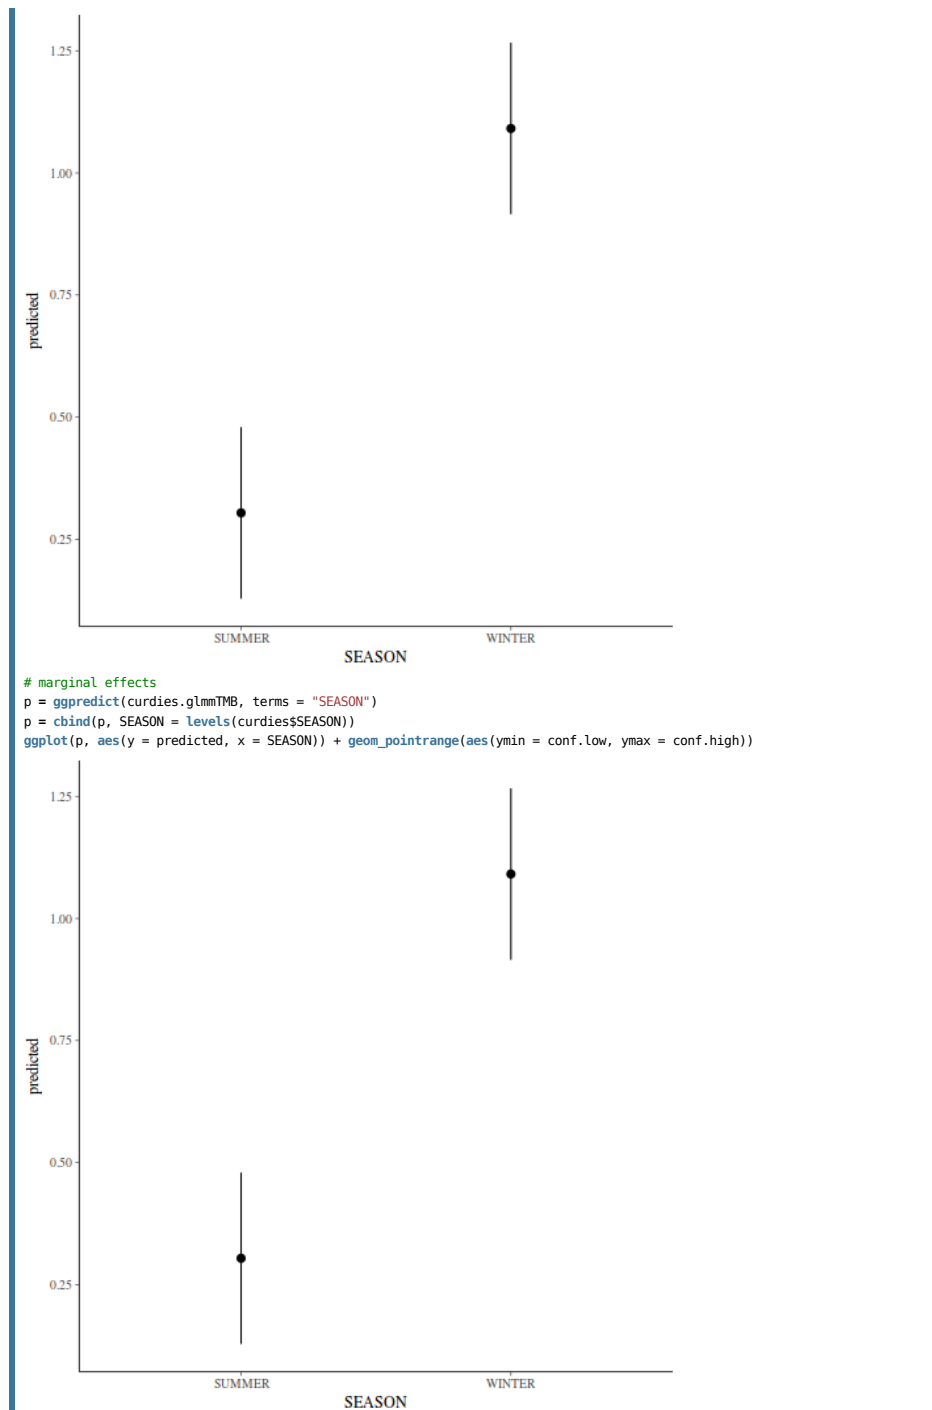 1.25
1.00
predicted
0.75
0.50
0.25
SUMMER WINTER
SEASON
# marginal effects
p = ggpredict(curdies.glmmTMB, terms = "SEASON")
p = cbind(p, SEASON = levels(curdies$SEASON))
ggplot(p, aes(y = predicted, x = SEASON)) + geom_pointrange(aes(ymin = conf.low, ymax = conf.high))
1.25
1.00
predicted
0.75
0.50
0.25
SUMMER WINTER
SEASON